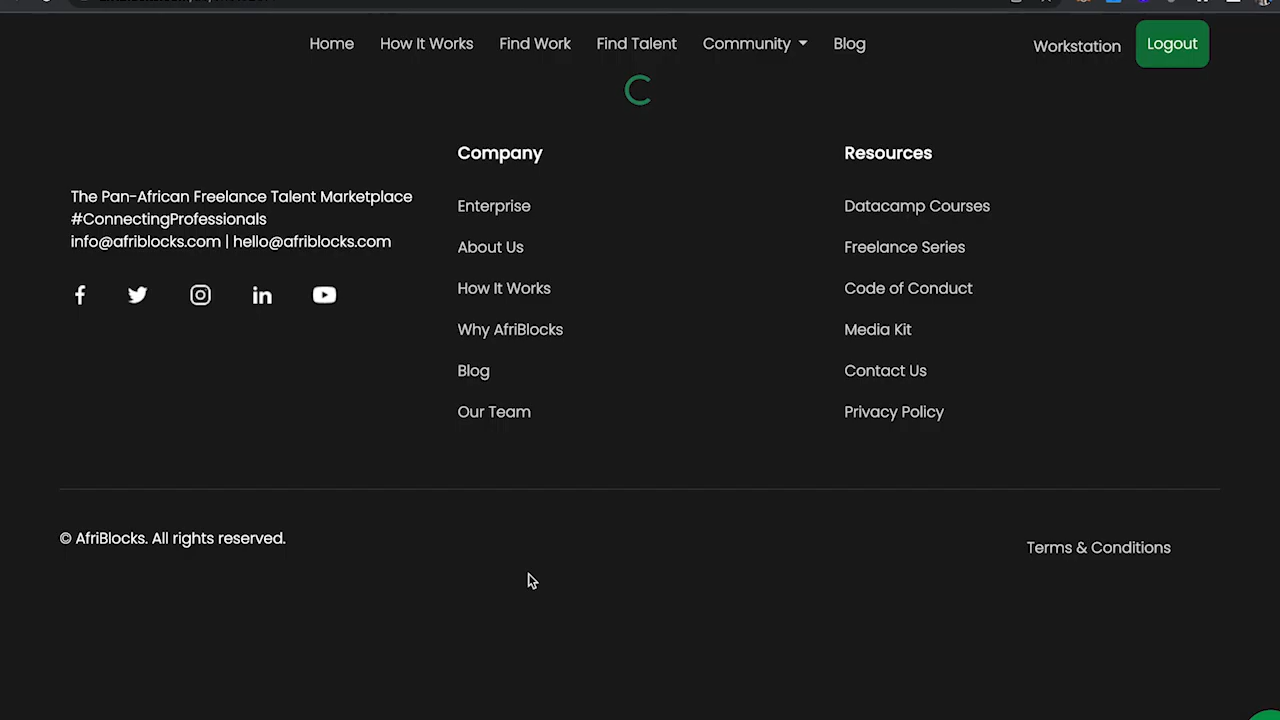 Home How It Works Find Work Find Talent Community Blog Workstation Logout
The Pan-African Freelance Talent Marketplace
#ConnectingProfessionals
info@afriblocks.com | hello@afriblocks.com
Company
Enterprise
About Us
How It Works
Why AfriBlocks
Blog
Our Team
Resources
Datacamp Courses
Freelance Series
Code of Conduct
Media Kit
Contact Us
Privacy Policy
© AfriBlocks. All rights reserved.
Terms & Conditions